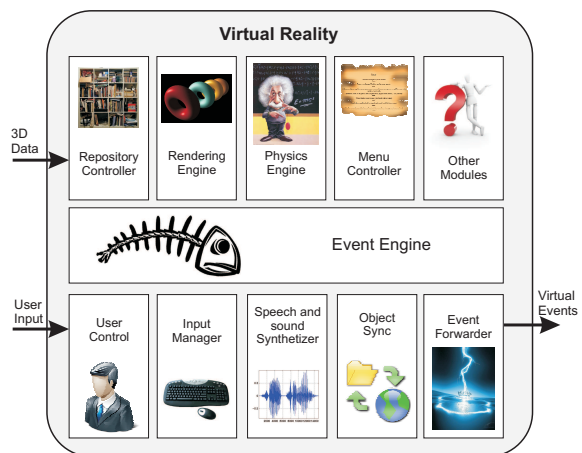 Virtual Reality
3D
Data
Repository
Controller
Rendering
Engine
Physics
Engine
Menu
Controller
Other
Modules
Event Engine
User
Input
User
Control
Input
Manager
Speech and
sound
Synthetizer
Object
Sync
Event
Forwarder
Virtual
Events